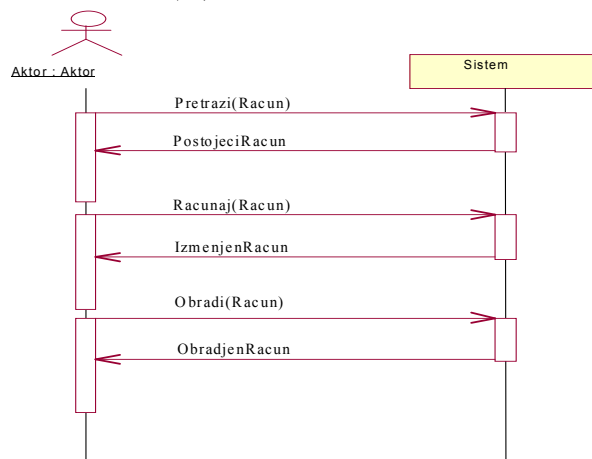 Aktor : Aktor
Sistem
Pretrazi(Racun)
PostojeciRacun
Racunaj(Racun)
IzmenjenRacun
Obradi(Racun)
ObradjenRacun